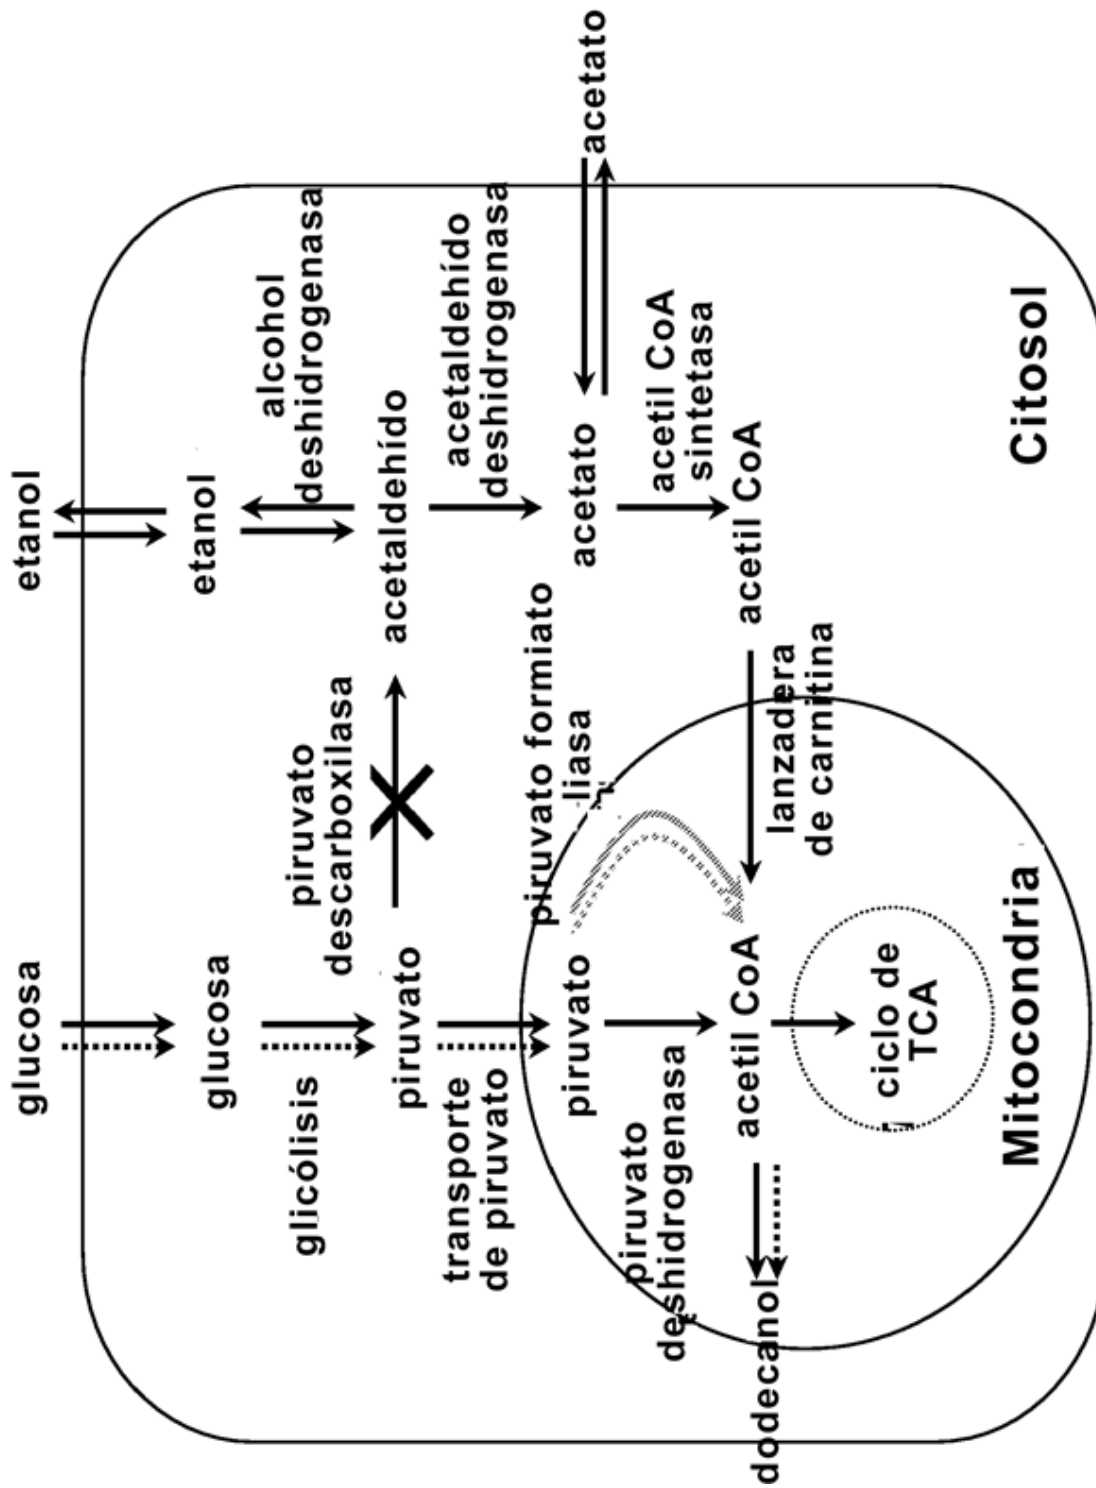 glucosa
glucosa
glicólisis
piruvato
transporte
de piruvato
piruvato
piruvato
deshidrogenasa
acetil CoA
dodecanol
ciclo de
TCA
Mitocondria
piruvato
descarboxilasa
piruvato formiato
liasa
lanzadera
de carnitina
etanol
etanol
alcohol
deshidrogenasa
acetaldehído
acetaldehído
deshidrogenasa
acetato
acetato
acetil CoA
sintetasa
acetil CoA
Citosol